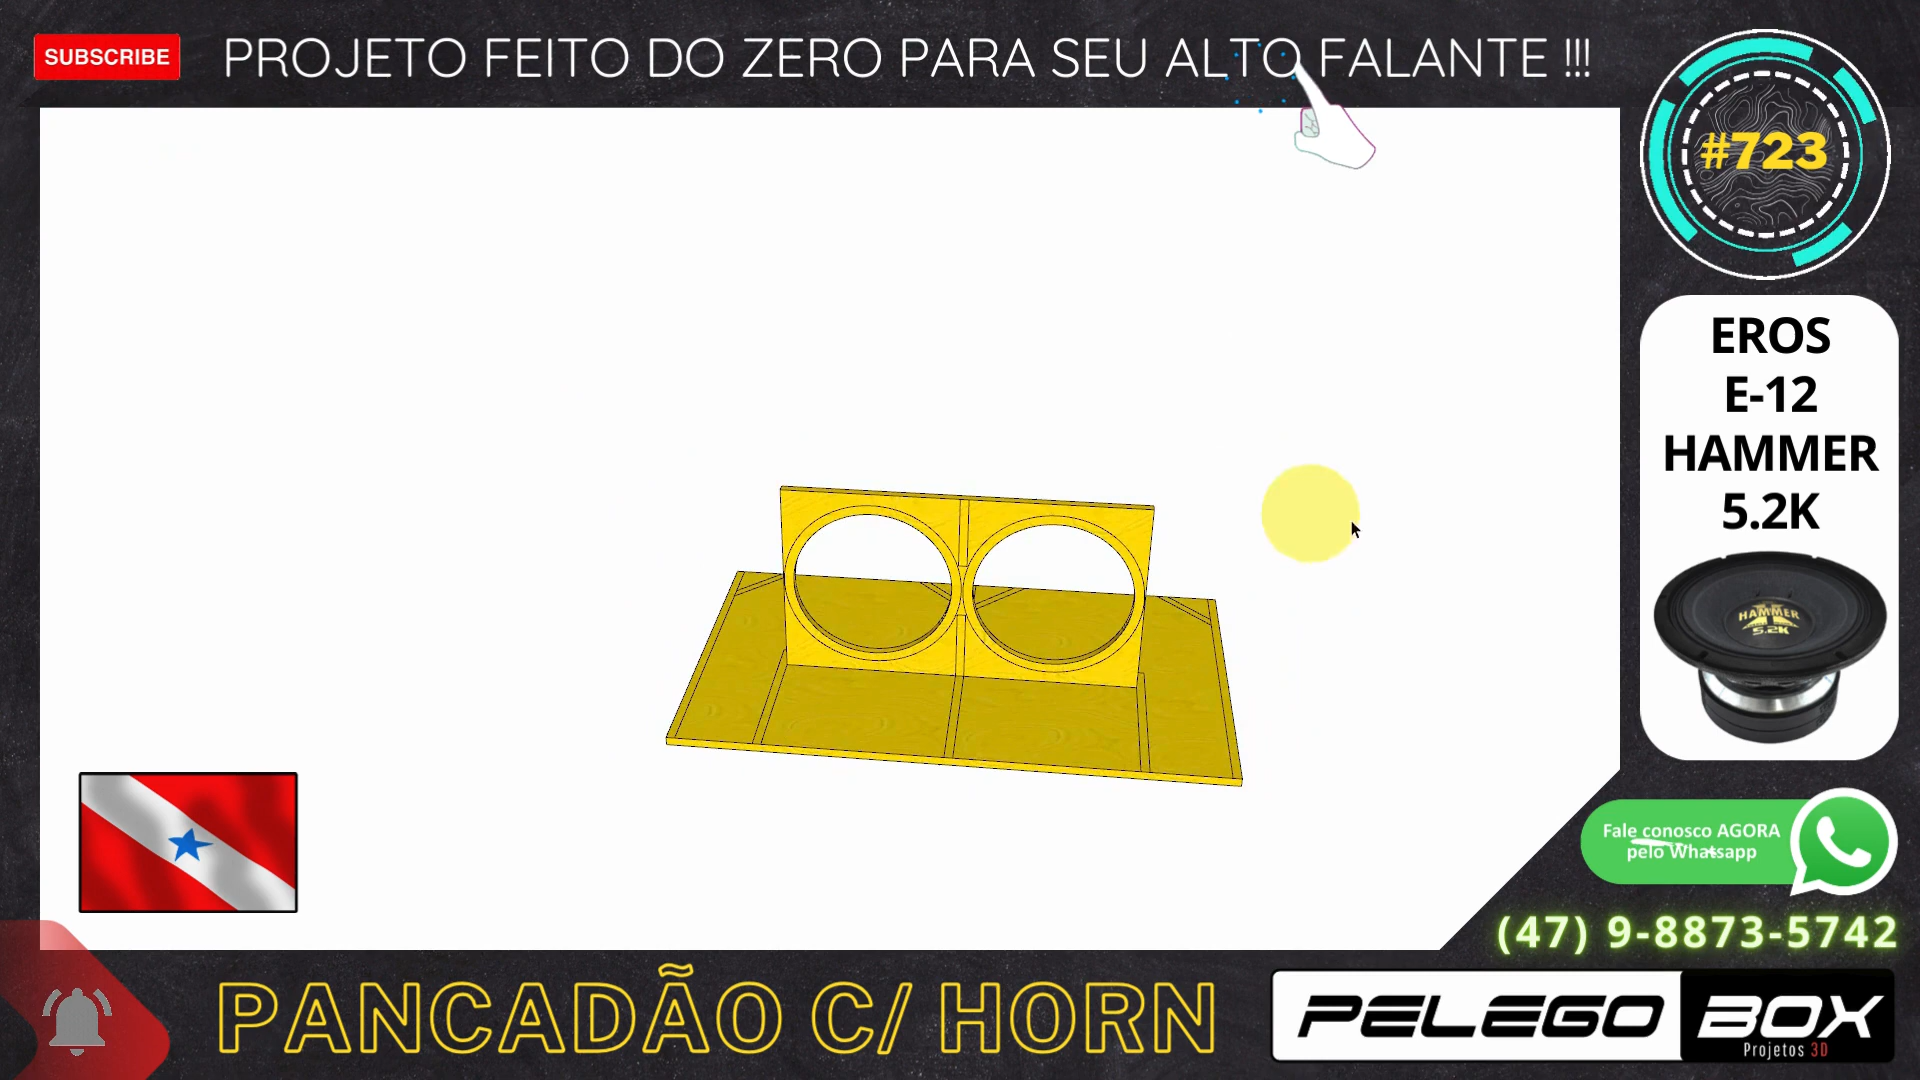 SUBSCRIBE
PROJETO FEITO DO ZERO PARA SEU ALTO FALANTE !!!
#723
EROS
E-12
HAMMER
5.2K
HAMMER
5.2K
Fale conosco AGORA
pelo Whatsapp
(47) 9-8873-5742
PANCADÃO C/ HORN
PELEGO BOX
Projetos 3D